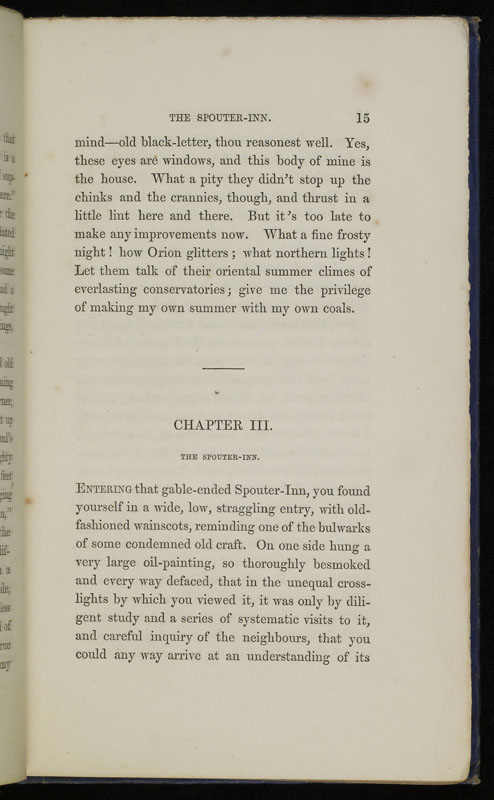 THE SPOUTER-INN. 15
mind—old black-letter, thou reasonest well. Yes,
these eyes are windows, and this body of mine is
the house. What a pity they didn't stop up the
chinks and the crannies, though, and thrust in a
little lint here and there. But it's too late to
make any improvements now. What a fine frosty
night! how Orion glitters; what northern lights!
Let them talk of their oriental summer climes of
everlasting conservatories; give me the privilege
of making my own summer with my own coals.
CHAPTER III.
THE SPOUTER-INN.
ENTERING that gable-ended Spouter-Inn, you found
yourself in a wide, low, straggling entry, with old-
fashioned wainscots, reminding one of the bulwarks
of some condemned old craft. On one side hung a
very large oil-painting, so thoroughly besmoked
and every way defaced, that in the unequal cross-
lights by which you viewed it, it was only by dili-
gent study and a series of systematic visits to it,
and careful inquiry of the neighbours, that you
could any way arrive at an understanding of its